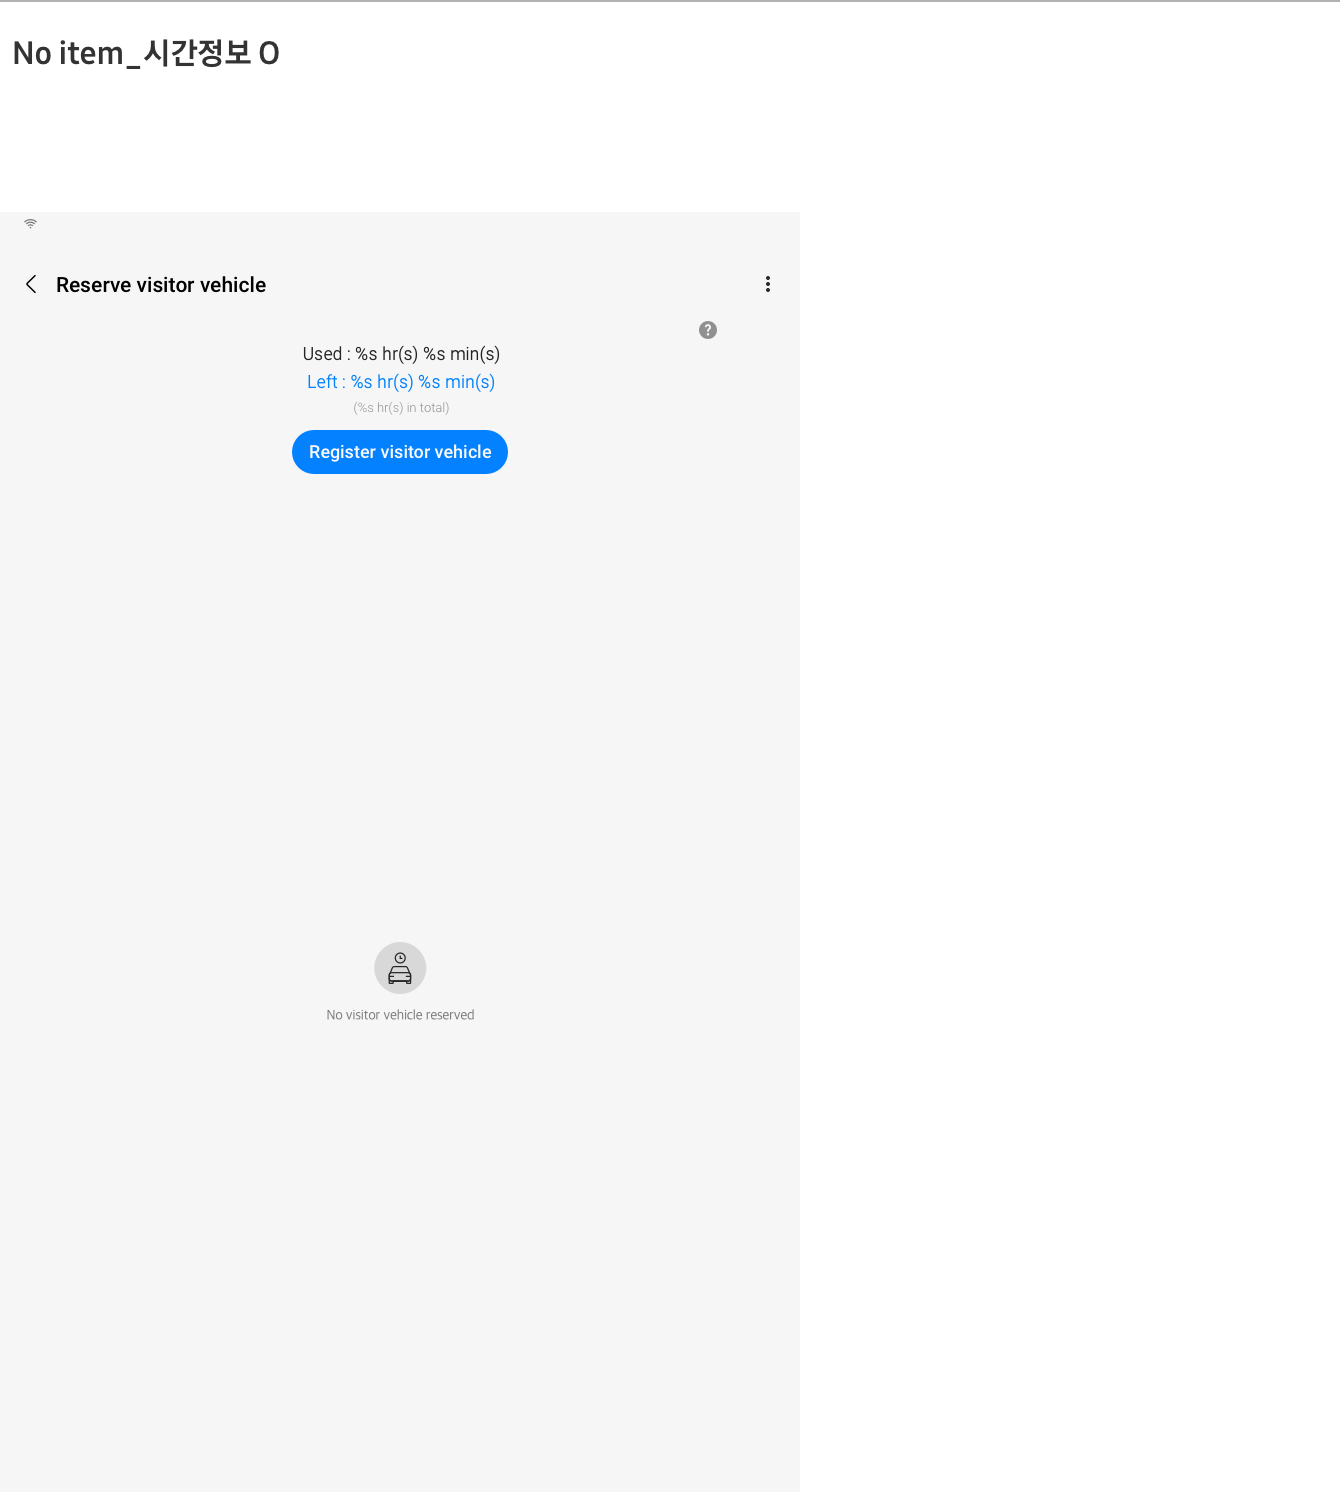 No item_시간정보 O
Reserve visitor vehicle
?
Used : %s hr(s) %s min(s)
Left : %s hr(s) %s min(s)
(%s hr(s) in total)
Register visitor vehicle
No visitor vehicle reserved